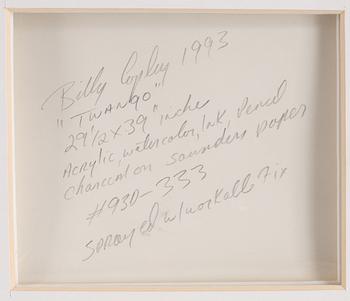 Billy Copley 1993
"TWANGO"
29 1/2 X 39" inches
Acrylic, watercolor, Ink, Pencil
Charcoal on Saunders paper
#930-333
sprayed w/workable fix